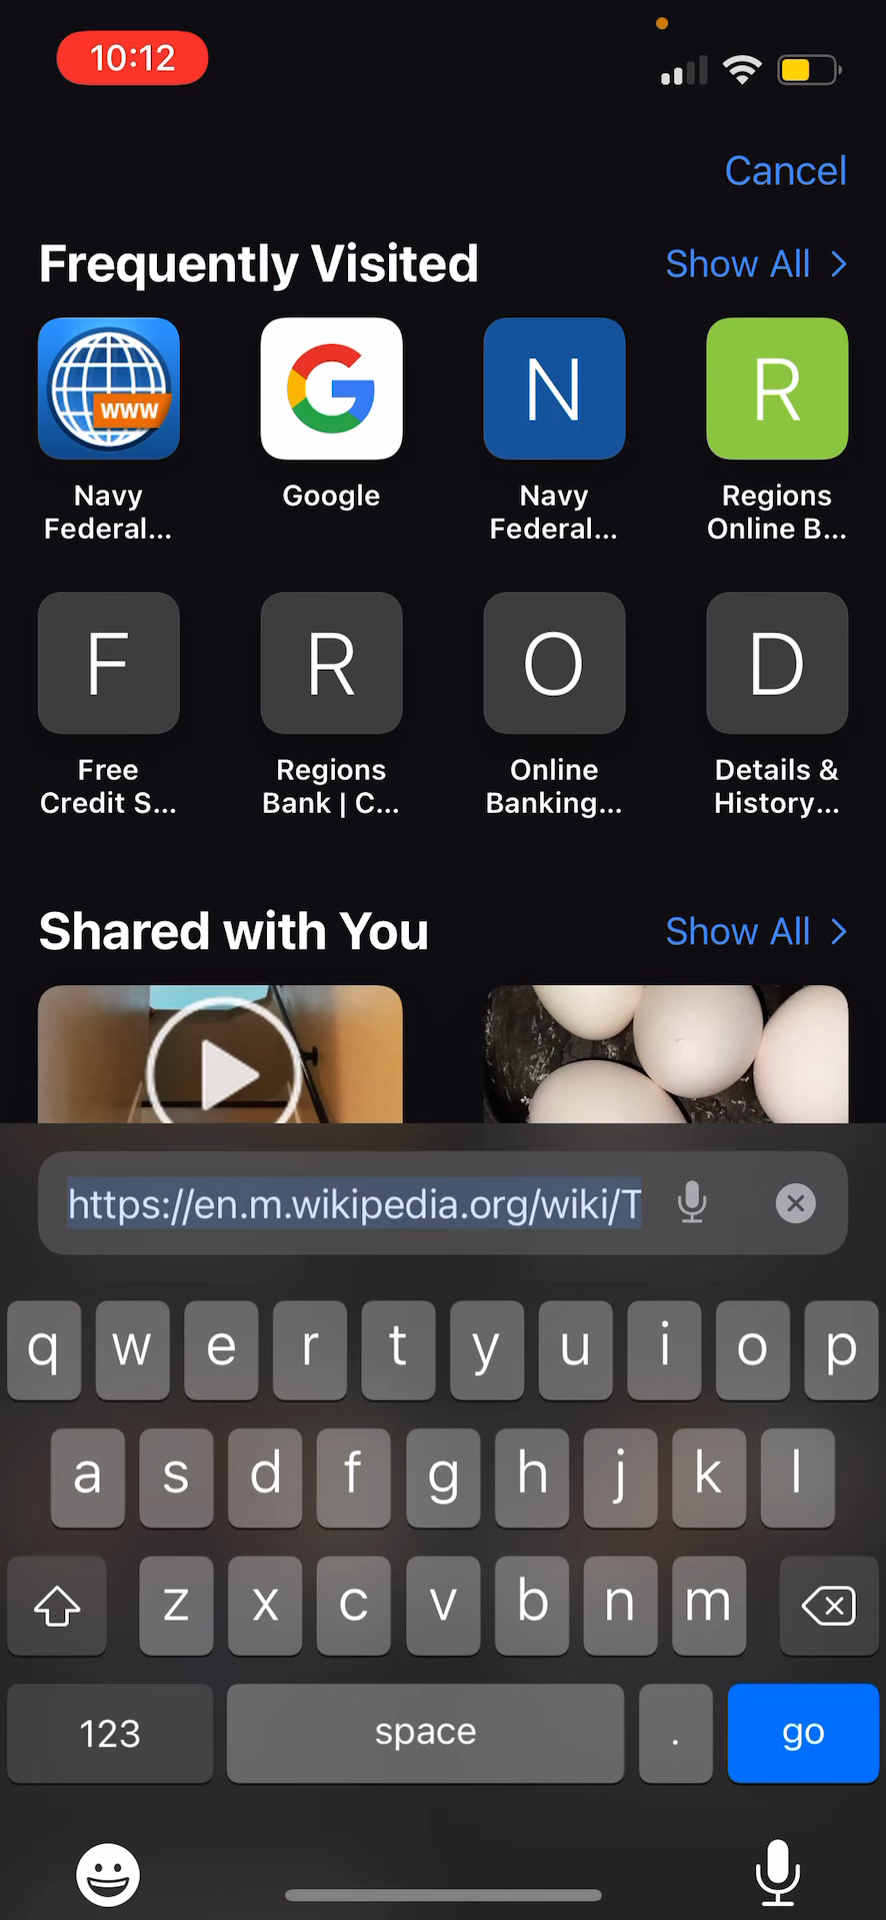 10:12
Cancel
Frequently Visited
Show All
www
N
R
Navy
Federal...
Google
Navy
Federal...
Regions
Online B...
F
R
O
D
Free
Credit S...
Regions
Bank | C...
Online
Banking...
Details &
History...
Shared with You
Show All
https://en.m.wikipedia.org/wiki/T
q w e r t y u i o p
a s d f g h j k l
z x c v b n m
123 space . go